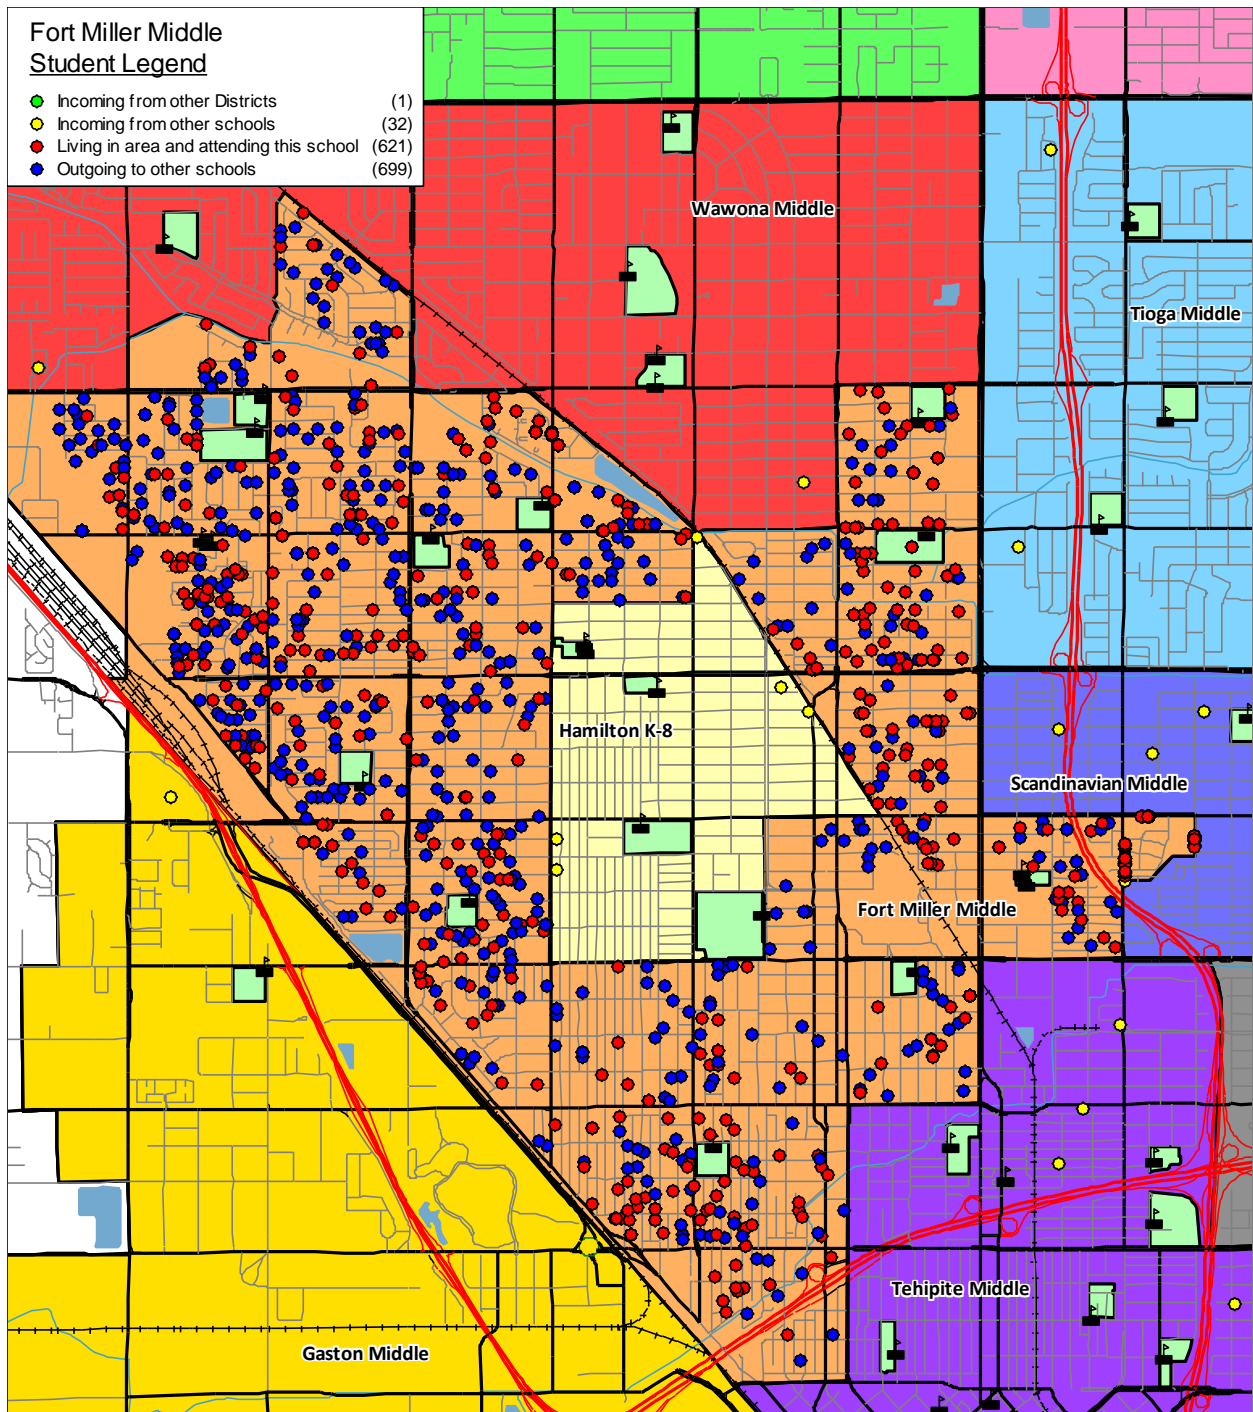 Fort Miller Middle
Student Legend
Incoming from other Districts (1)
Incoming from other schools (32)
Living in area and attending this school (621)
Outgoing to other schools (699)
Wawona Middle
Tioga Middle
Hamilton K-8
Scandinavian Middle
Fort Miller Middle
Tehipite Middle
Gaston Middle